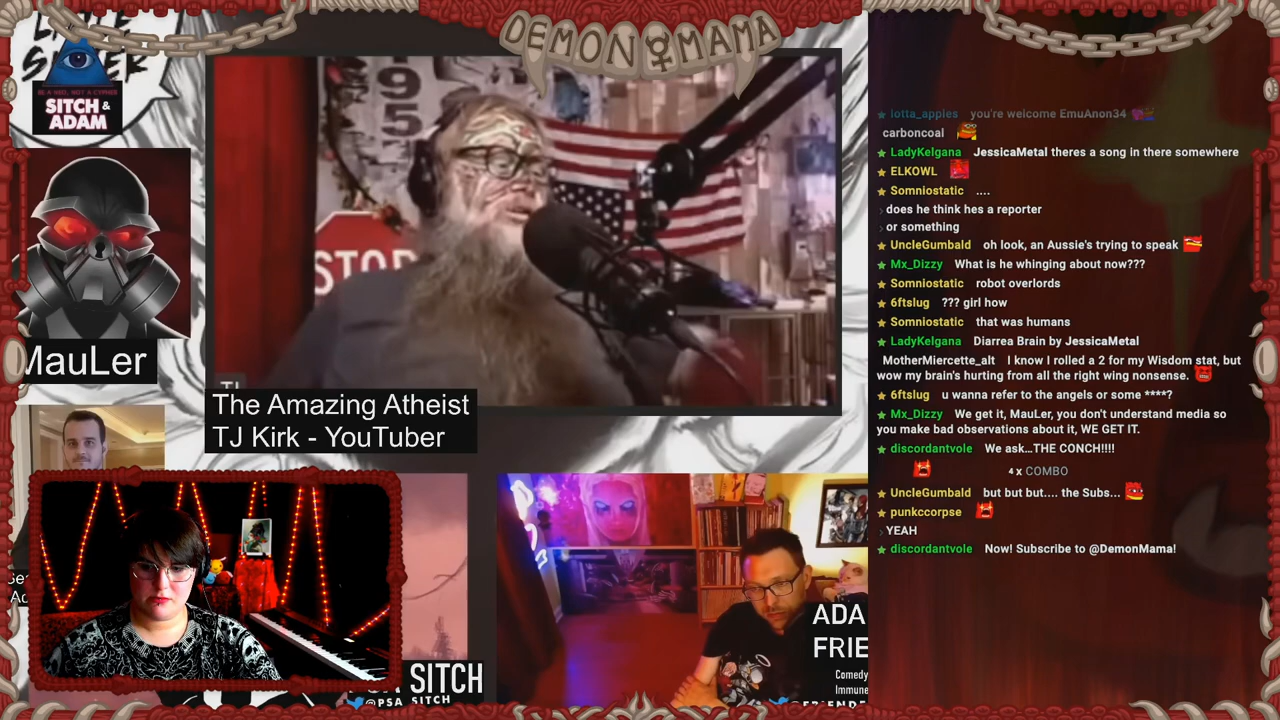 DEMON MAMA
SITCH &
ADAM
MauLer
195
STOP
The Amazing Atheist
TJ Kirk - YouTuber
SITCH
@PSA_SITCH
ADA
FRIE
Comedy
Immune
lotta_apples you're welcome EmuAnon34
carboncoal
LadyKelgana JessicaMetal theres a song in there somewhere
ELKOWL
Somniostatic ....
does he think hes a reporter
or something
UncleGumbald oh look, an Aussie's trying to speak
Mx_Dizzy What is he whinging about now???
Somniostatic robot overlords
6ftslug ??? girl how
Somniostatic that was humans
LadyKelgana Diarrea Brain by JessicaMetal
MotherMiercette_alt I know I rolled a 2 for my Wisdom stat, but
wow my brain's hurting from all the right wing nonsense.
6ftslug u wanna refer to the angels or some ****?
Mx_Dizzy We get it, MauLer, you don't understand media so
you make bad observations about it, WE GET IT.
discordantvole We ask...THE CONCH!!!!
4 x COMBO
UncleGumbald but but but.... the Subs...
punkccorpse
YEAH
discordantvole Now! Subscribe to @DemonMama!